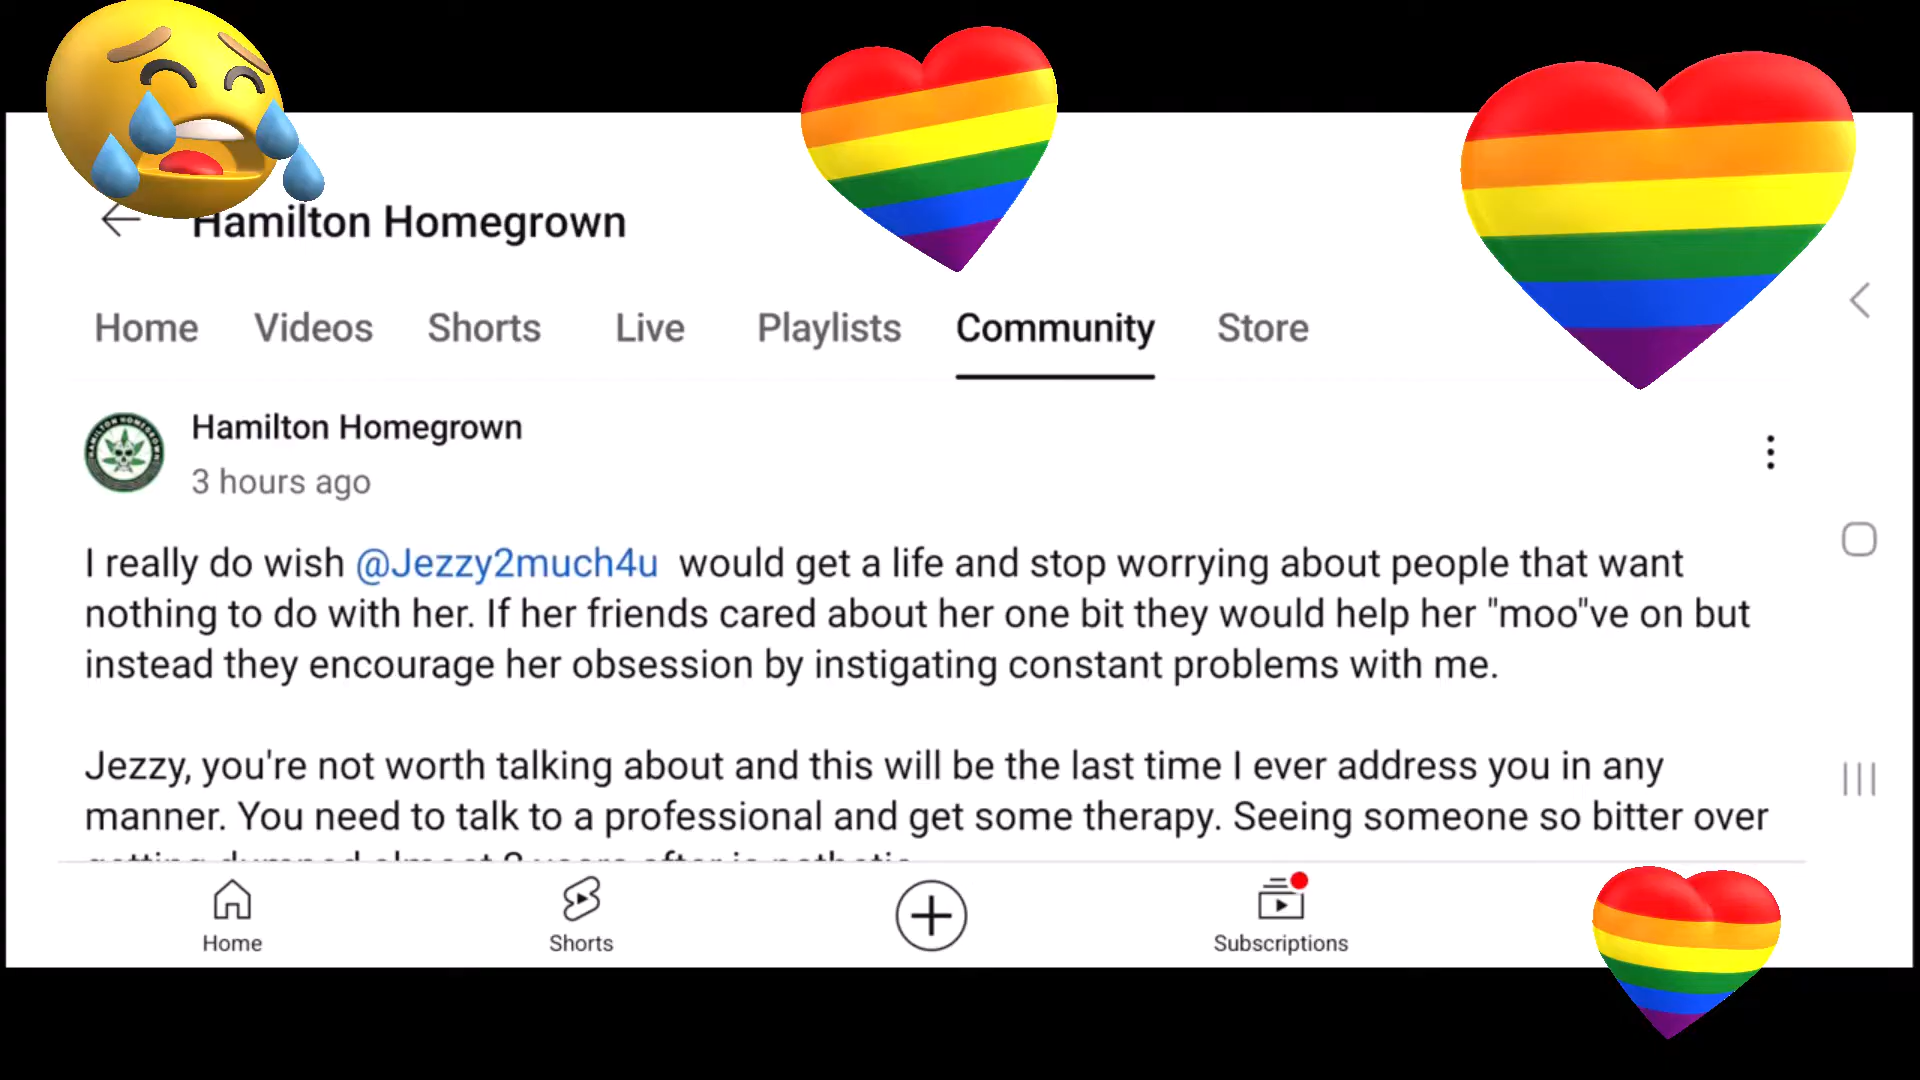 Hamilton Homegrown
Home Videos Shorts Live Playlists Community Store
Hamilton Homegrown
3 hours ago
I really do wish @Jezzy2much4u would get a life and stop worrying about people that want
nothing to do with her. If her friends cared about her one bit they would help her "moo"ve on but
instead they encourage her obsession by instigating constant problems with me.
Jezzy, you're not worth talking about and this will be the last time I ever address you in any
manner. You need to talk to a professional and get some therapy. Seeing someone so bitter over
Home Shorts Subscriptions